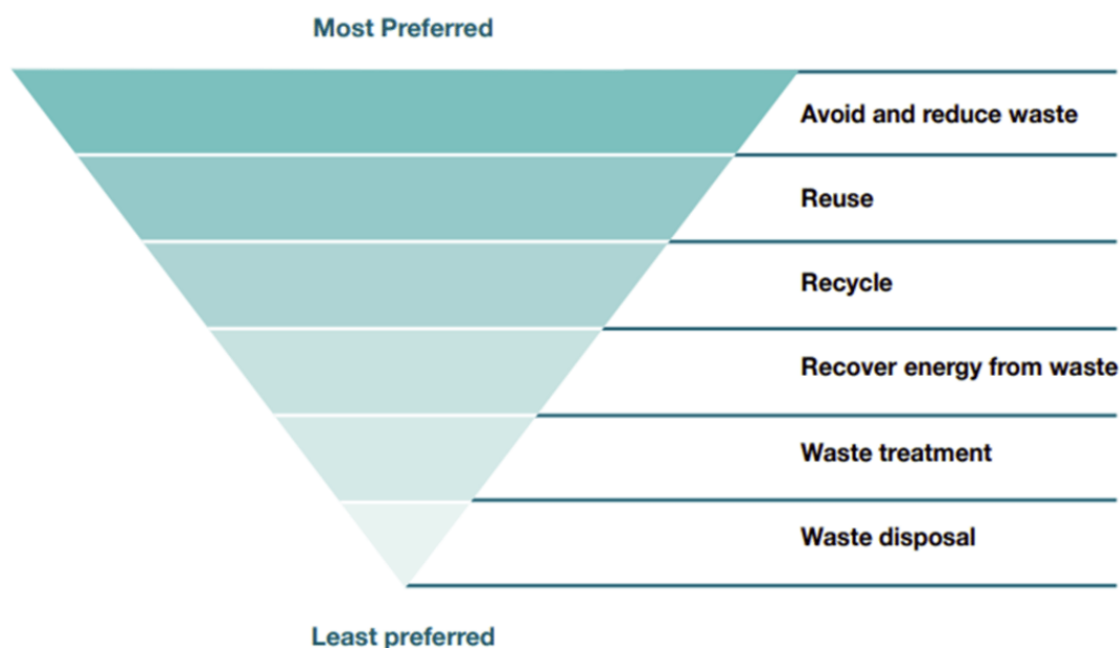 Most Preferred
Avoid and reduce waste
Reuse
Recycle
Recover energy from waste
Waste treatment
Waste disposal
Least preferred